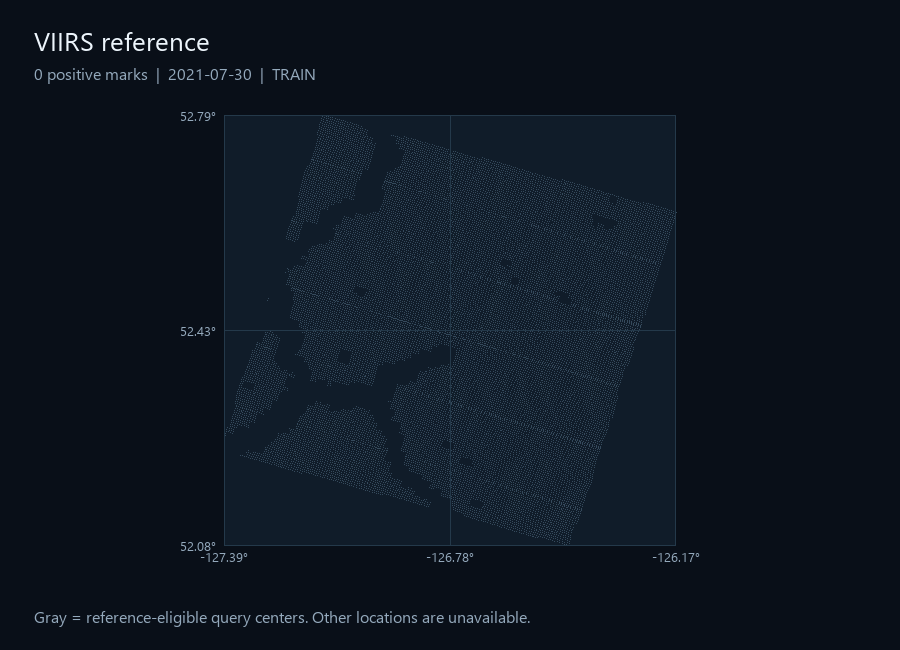 VIIRS reference
0 positive marks | 2021-07-30 | TRAIN
52.79°
52.43°
52.08°
-127.39°
-126.78°
-126.17°
Gray = reference-eligible query centers. Other locations are unavailable.